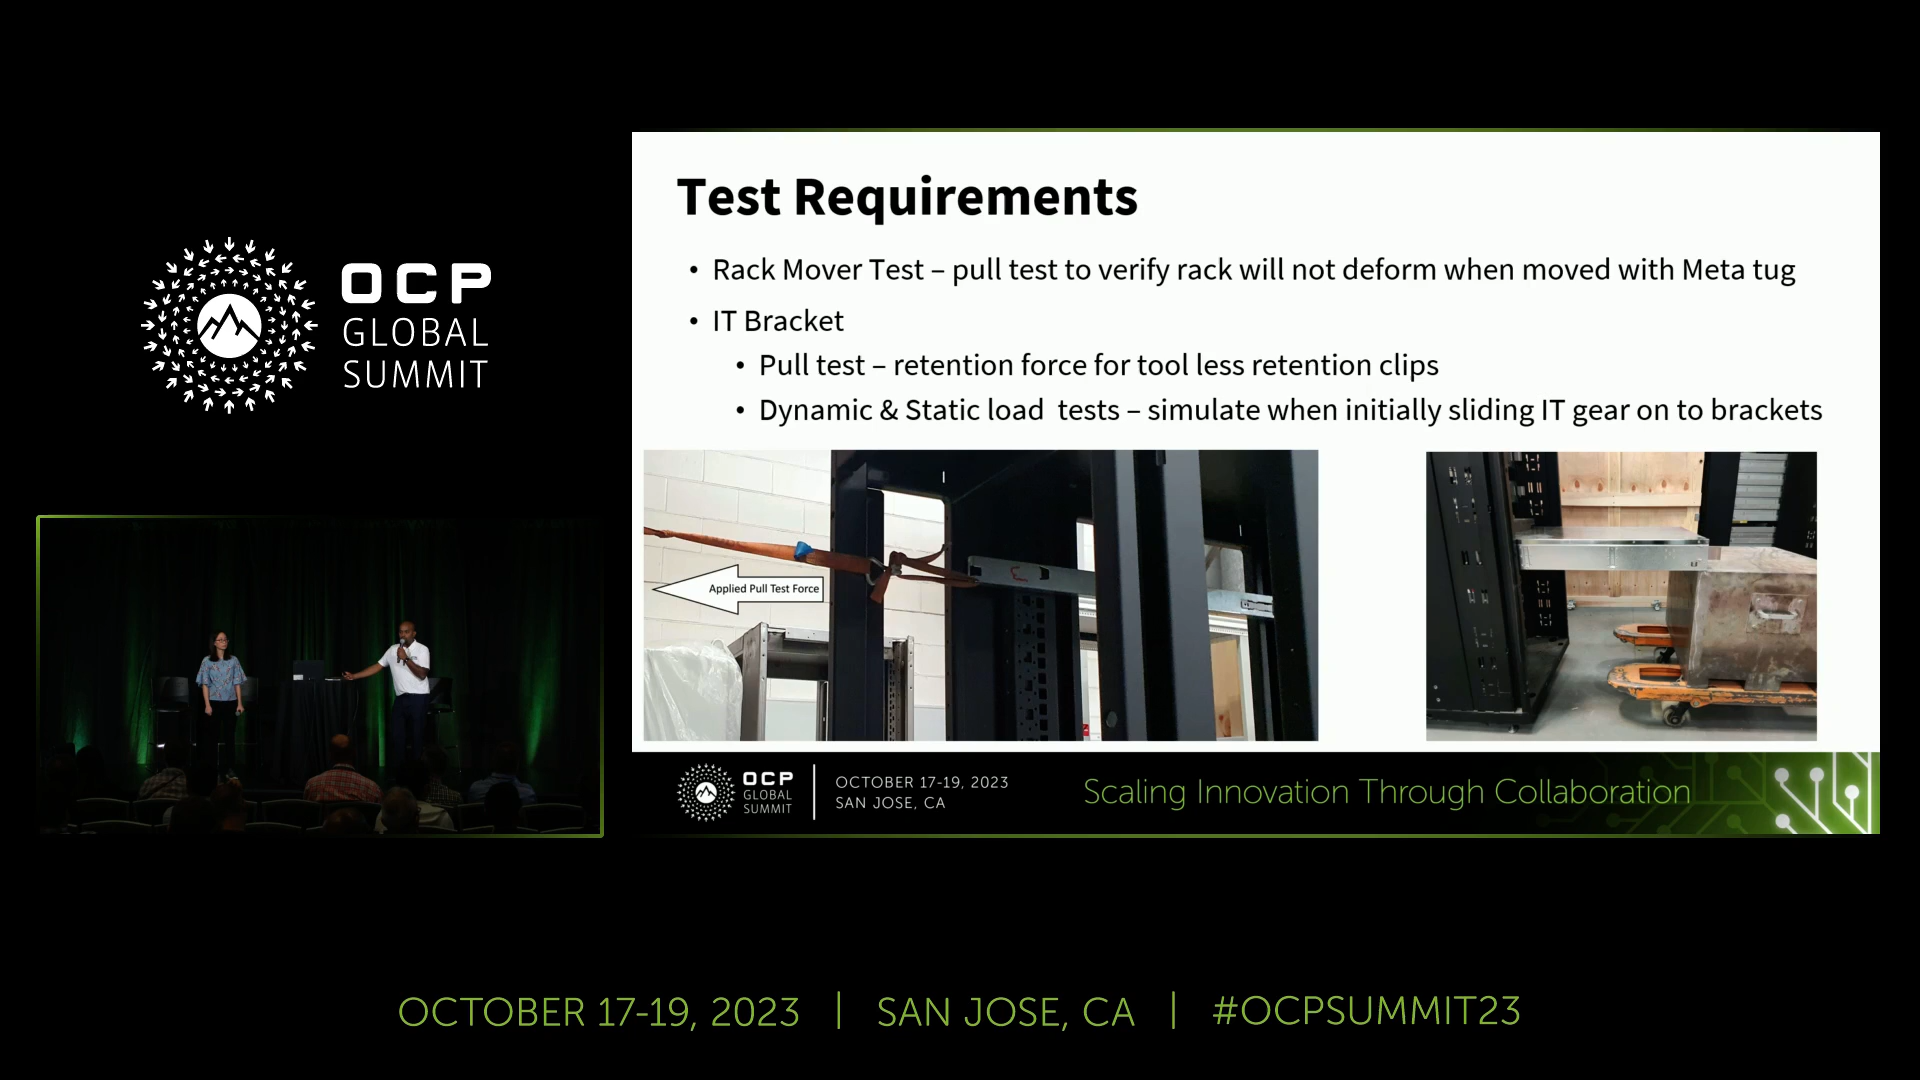 OCP
GLOBAL
SUMMIT
Test Requirements
• Rack Mover Test – pull test to verify rack will not deform when moved with Meta tug
• IT Bracket
• Pull test – retention force for tool less retention clips
• Dynamic & Static load tests – simulate when initially sliding IT gear on to brackets
Applied Pull Test Force
OCP
GLOBAL
SUMMIT
OCTOBER 17-19, 2023
SAN JOSE, CA
Scaling Innovation Through Collaboration
OCTOBER 17-19, 2023 | SAN JOSE, CA | #OCPSUMMIT23